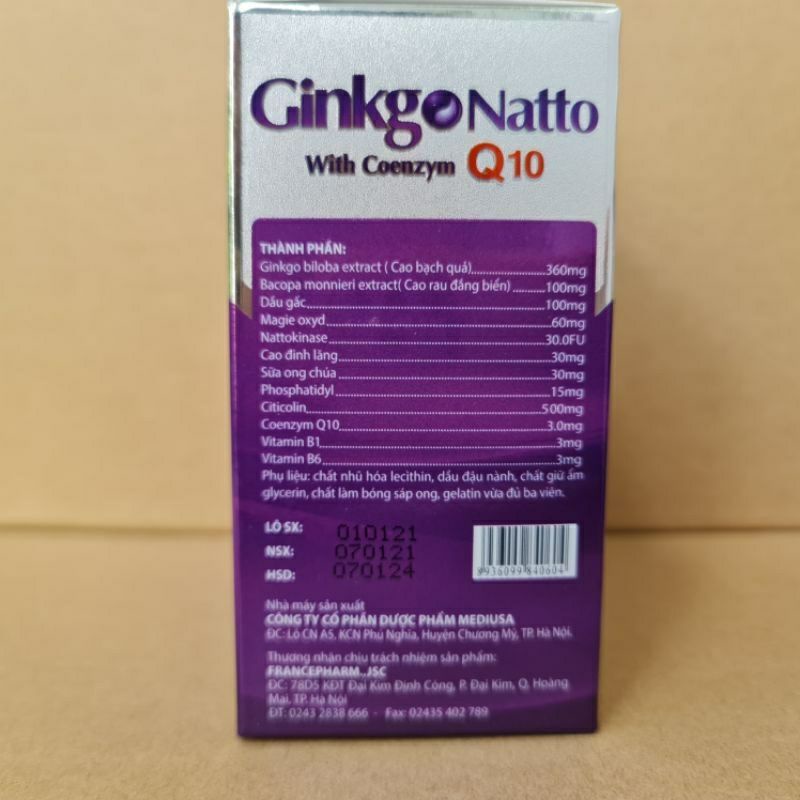 Ginkgo Natto
With Coenzym Q10
THÀNH PHẦN:
Ginkgo biloba extract ( Cao bạch quả)....................360mg
Bacopa monnieri extract( Cao rau đắng biển) ........100mg
Dầu gấc....................100mg
Magie oxyd....................60mg
Nattokinase....................30.0FU
Cao đinh lăng....................30mg
Sữa ong chúa....................30mg
Phosphatidyl....................15mg
Citicolin....................500mg
Coenzym Q10....................3.0mg
Vitamin B1....................3mg
Vitamin B6....................3mg
Phụ liệu: chất nhũ hóa lecithin, dầu đậu nành, chất giữ ẩm
glycerin, chất làm bóng sáp ong, gelatin vừa đủ ba viên.
LÔ SX: 010121
NSX: 070121
HSD: 070124
8936099840604
Nhà máy sản xuất
CÔNG TY CỔ PHẦN DƯỢC PHẨM MEDIUSA
ĐC: Lô CN A5, KCN Phú Nghĩa, Huyện Chương Mỹ, TP. Hà Nội.
Thương nhân chịu trách nhiệm sản phẩm:
FRANCEPHARM.,JSC
ĐC: 78D5 KĐT Đại Kim Định Công, P. Đại Kim, Q. Hoàng
Mai, TP. Hà Nội
ĐT: 0243 2838 666 - Fax: 02435 402 789